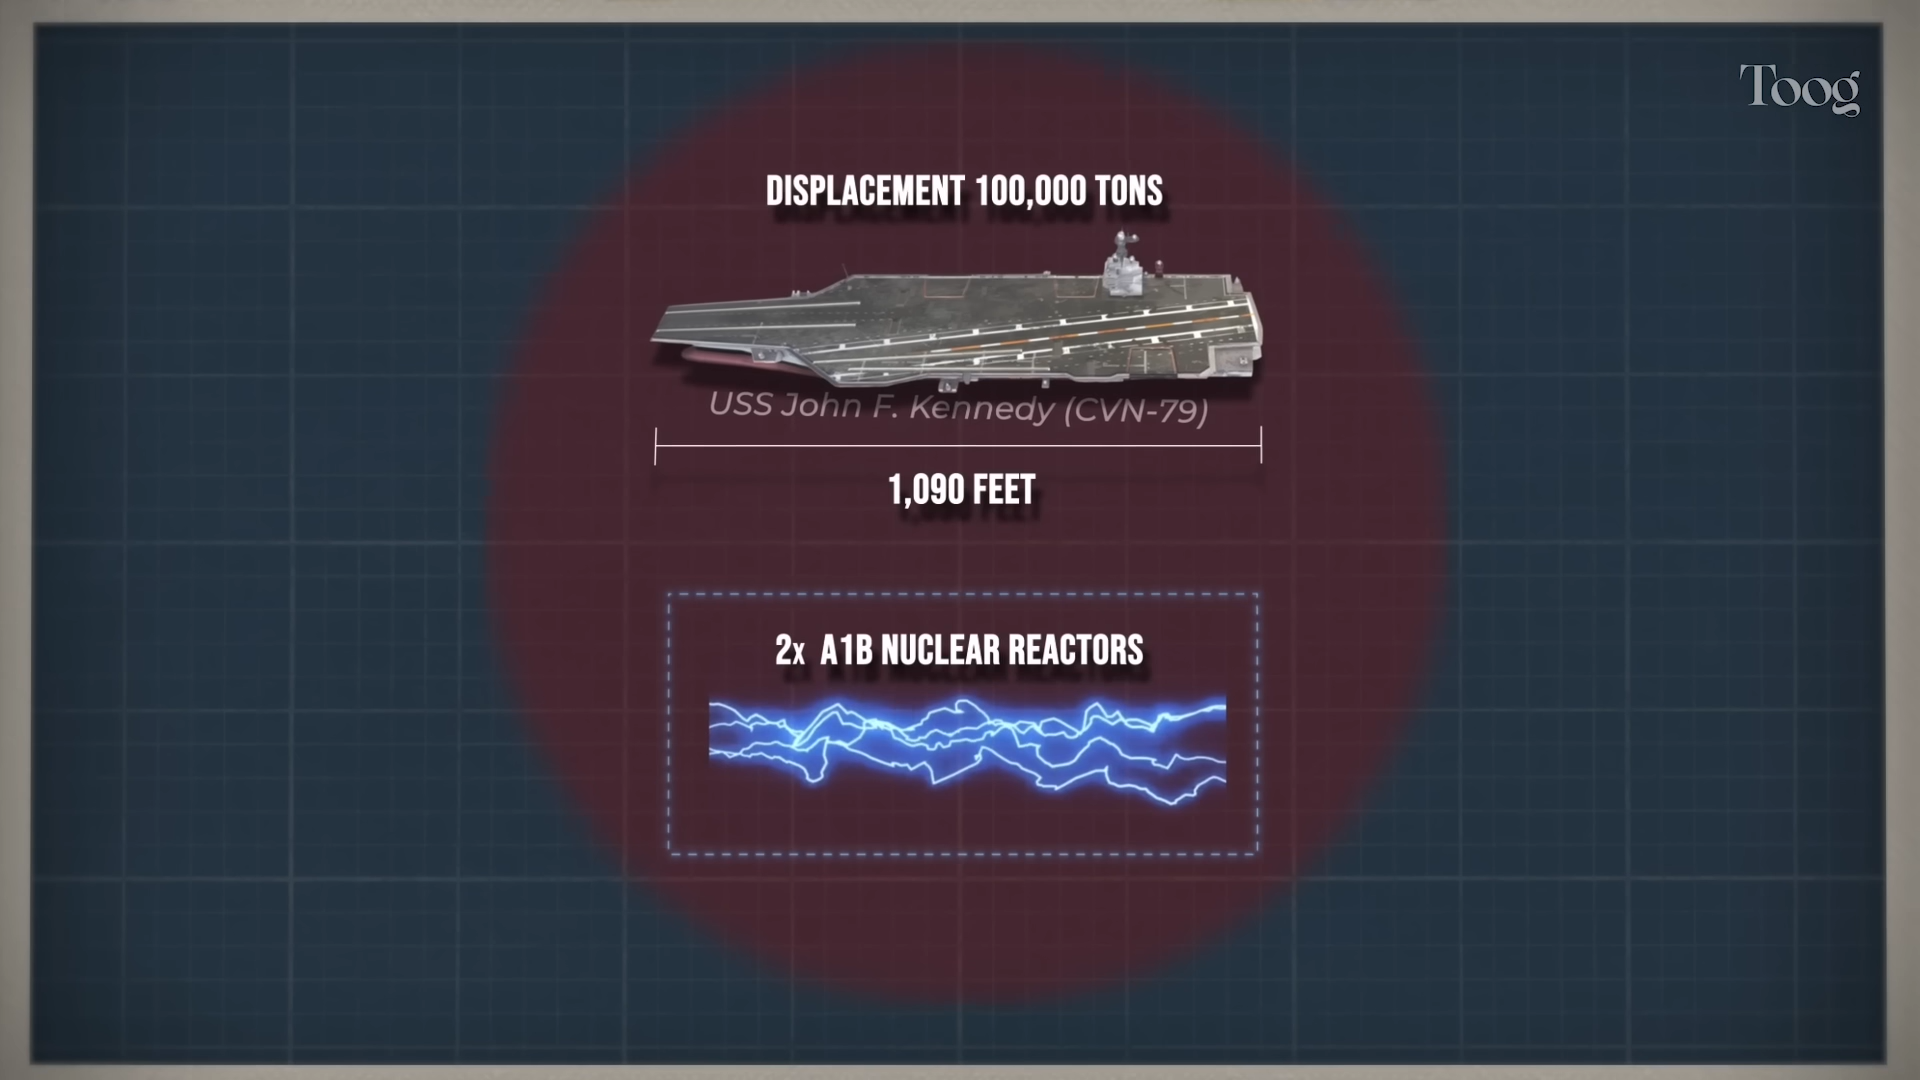 Toog
DISPLACEMENT 100,000 TONS
USS John F. Kennedy (CVN-79)
1,090 FEET
2x A1B NUCLEAR REACTORS